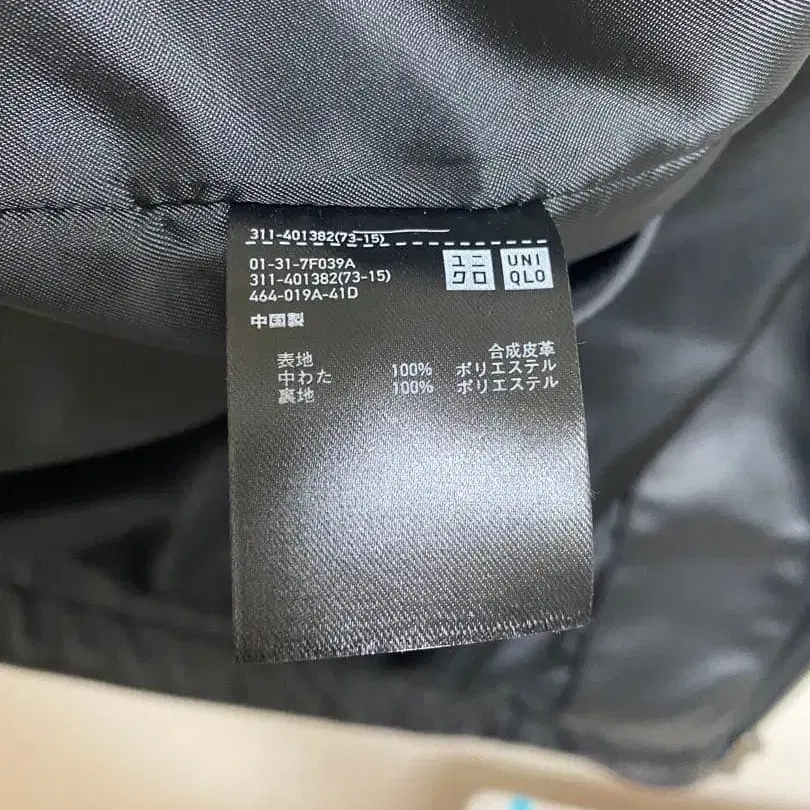 311-401382(73-15)
01-31-7F039A
311-401382(73-15)
464-019A-41D
ユニ
クロ
UNI
QLO
中国製
表地 合成皮革
中わた 100% ポリエステル
裏地 100% ポリエステル